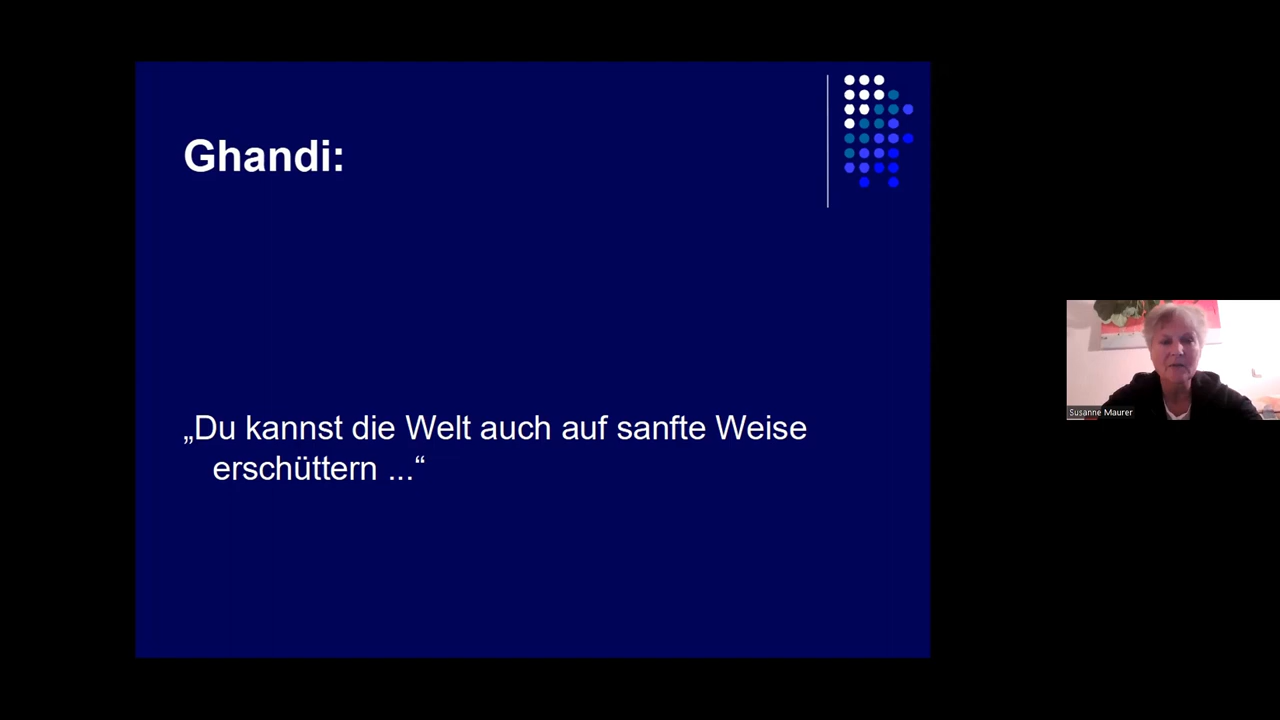 Ghandi:
„Du kannst die Welt auch auf sanfte Weise
erschüttern ...“
Susanne Maurer